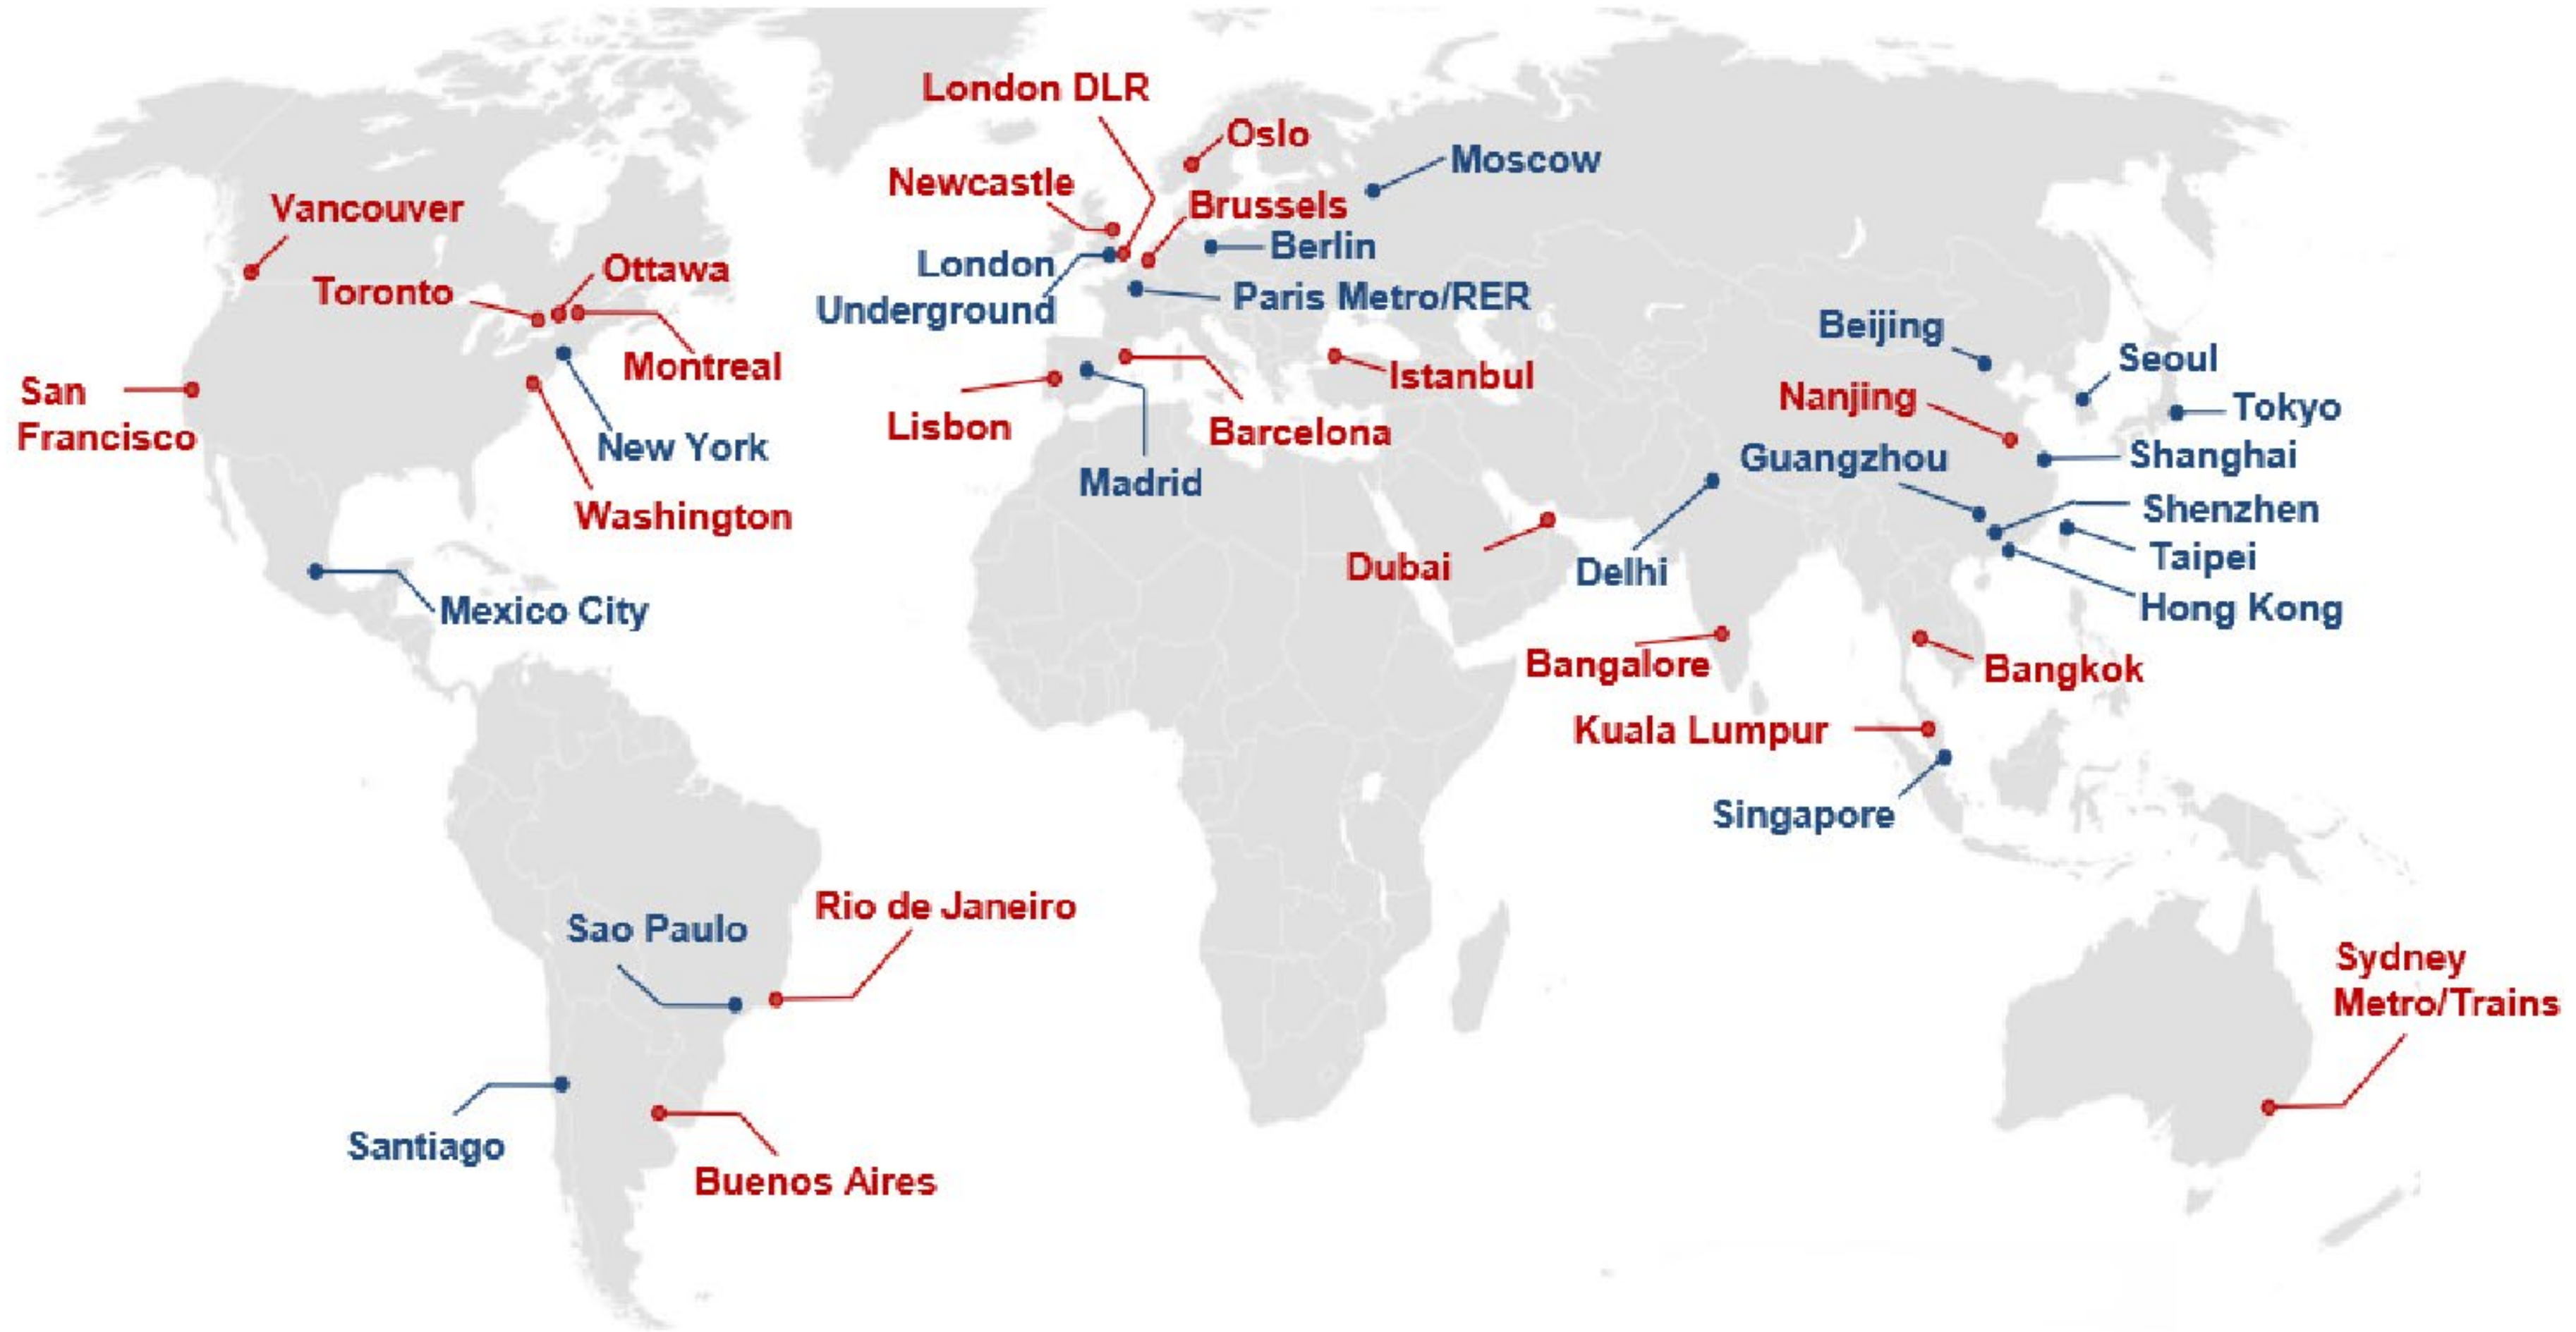 London DLR
Oslo
Moscow
Newcastle
Brussels
Vancouver
Berlin
London
Underground
Ottawa
Toronto
Paris Metro/RER
Beijing
Seoul
Montreal
Istanbul
San
Francisco
Nanjing
Tokyo
Lisbon
Barcelona
New York
Guangzhou
Shanghai
Madrid
Washington
Shenzhen
Taipei
Dubai
Delhi
Hong Kong
Mexico City
Bangalore
Bangkok
Kuala Lumpur
Singapore
Rio de Janeiro
Sao Paulo
Sydney
Metro/Trains
Santiago
Buenos Aires